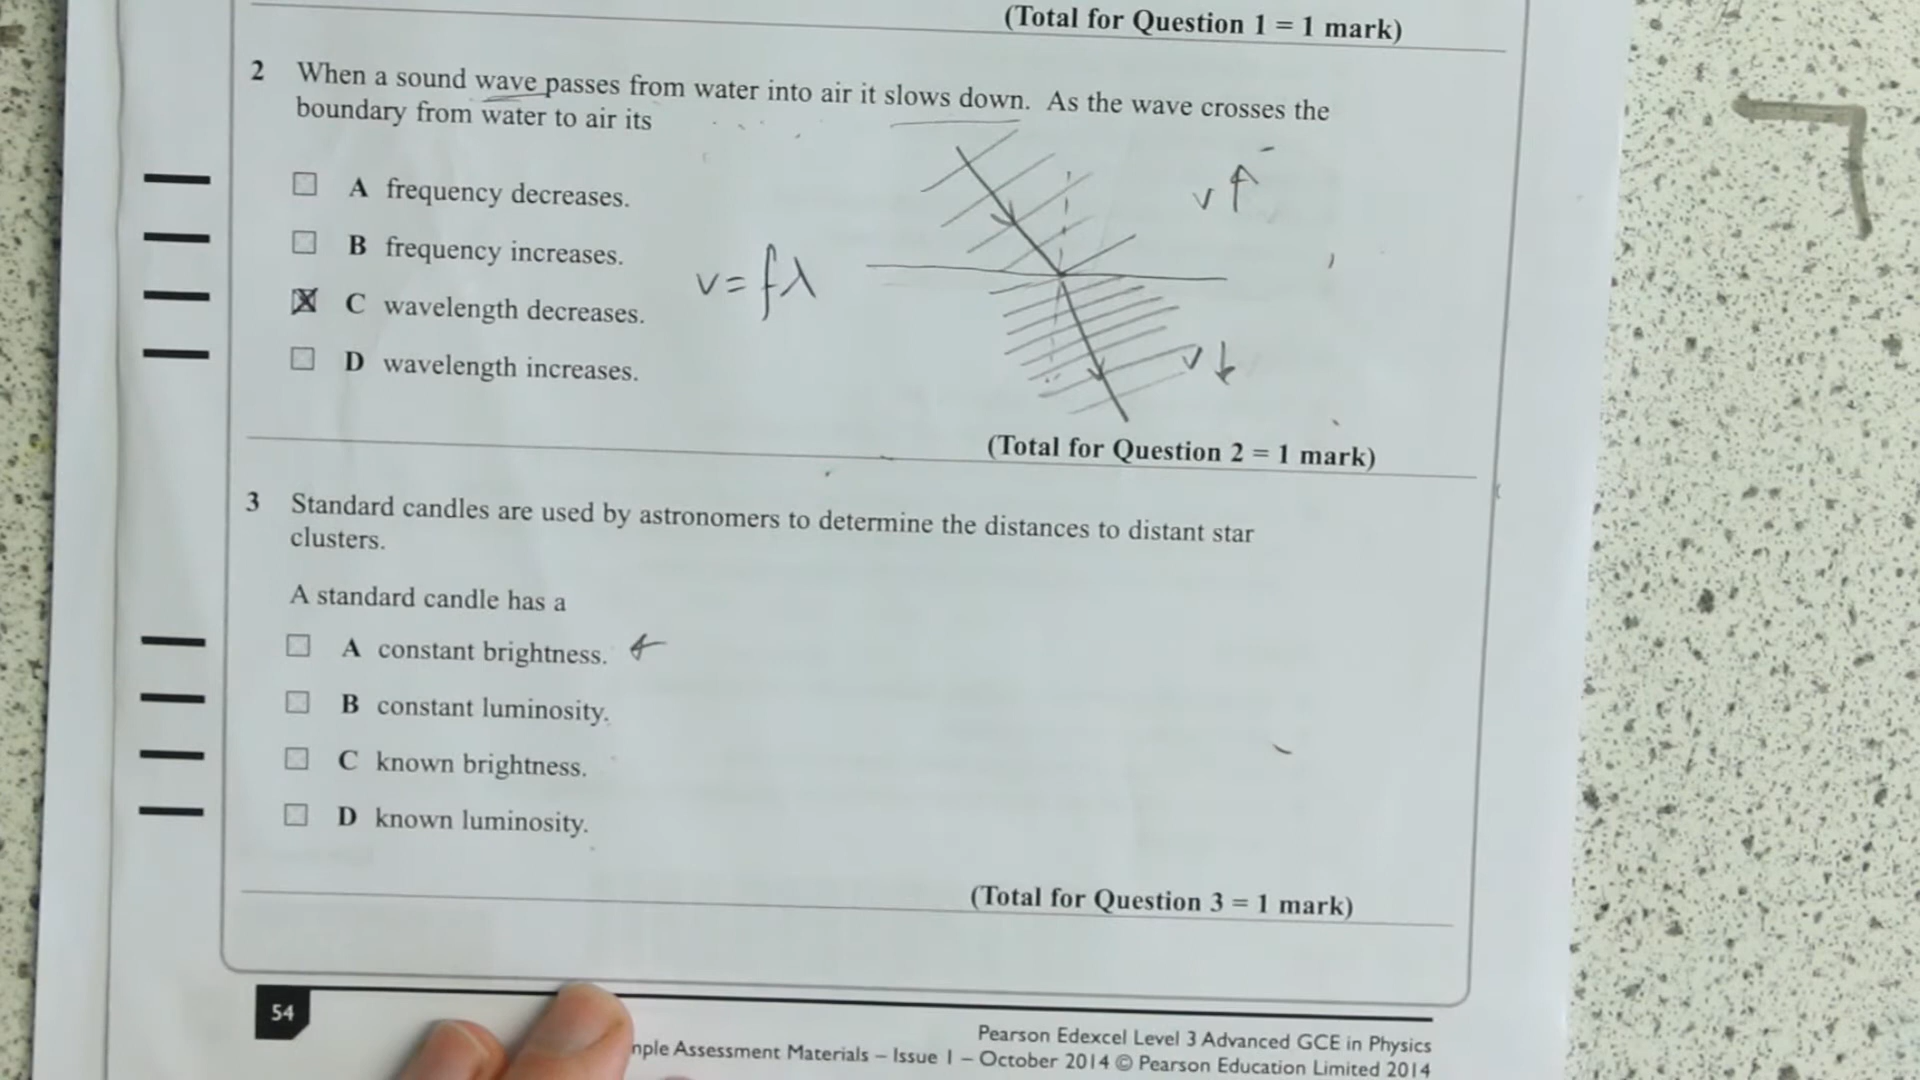 (Total for Question 1 = 1 mark)
2 When a sound wave passes from water into air it slows down. As the wave crosses the
boundary from water to air its
A frequency decreases.
B frequency increases.
C wavelength decreases.
D wavelength increases.
v = fλ
v ↑
v ↓
(Total for Question 2 = 1 mark)
3 Standard candles are used by astronomers to determine the distances to distant star
clusters.
A standard candle has a
A constant brightness.
B constant luminosity.
C known brightness.
D known luminosity.
(Total for Question 3 = 1 mark)
54
Pearson Edexcel Level 3 Advanced GCE in Physics
Assessment Materials – Issue 1 – October 2014 © Pearson Education Limited 2014